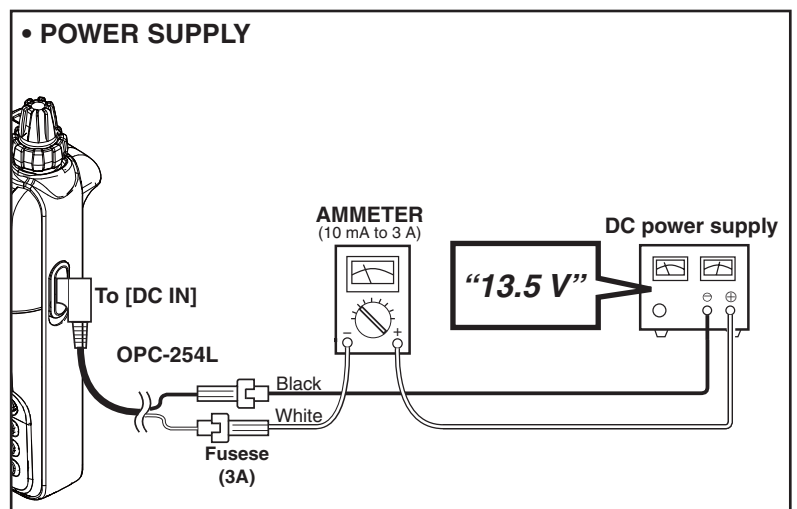 • POWER SUPPLY
AMMETER
(10 mA to 3 A)
DC power supply
“13.5 V”
⊖ ⊕
− +
To [DC IN]
OPC-254L
Black
White
Fusese
(3A)